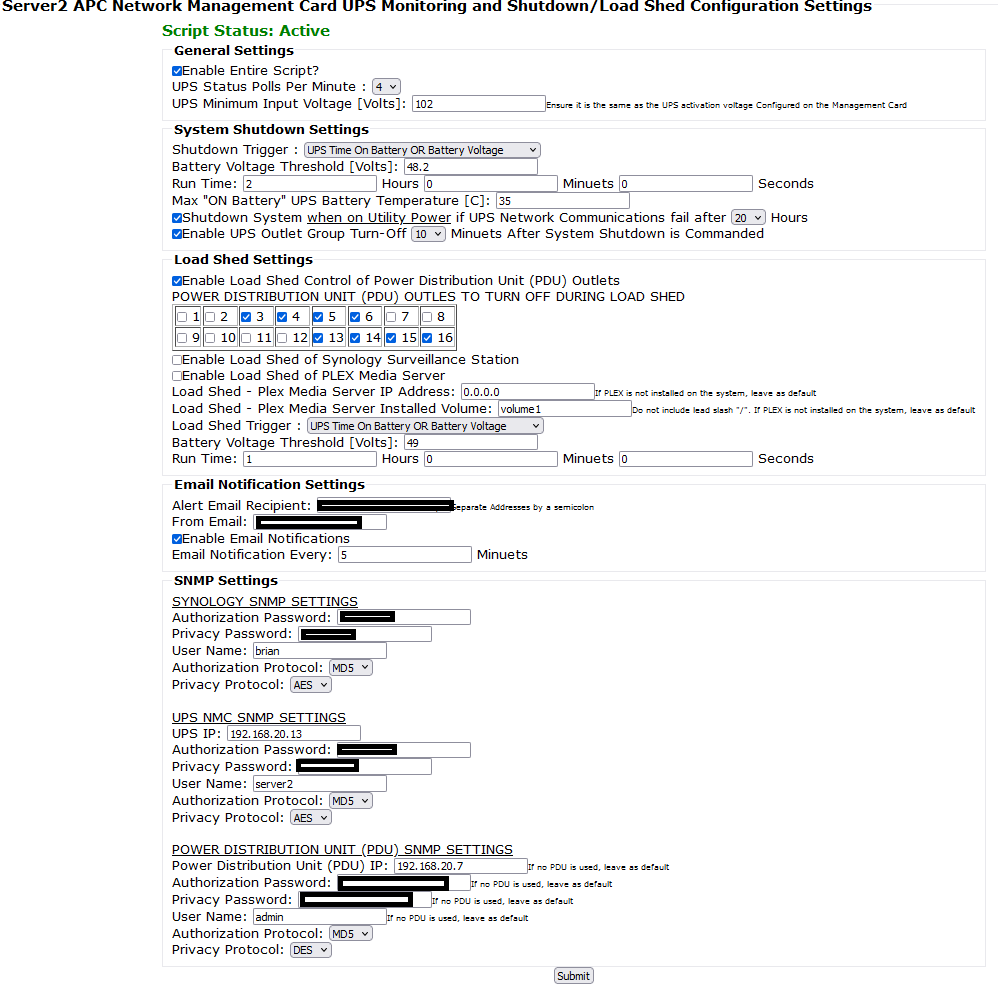 Server2 APC Network Management Card UPS Monitoring and Shutdown/Load Shed Configuration Settings
Script Status: Active
General Settings
Enable Entire Script?
UPS Status Polls Per Minute : 4
UPS Minimum Input Voltage [Volts]: 102 Ensure it is the same as the UPS activation voltage Configured on the Management Card
System Shutdown Settings
Shutdown Trigger : UPS Time On Battery OR Battery Voltage
Battery Voltage Threshold [Volts]: 48.2
Run Time: 2 Hours 0 Minuets 0 Seconds
Max "ON Battery" UPS Battery Temperature [C]: 35
Shutdown System when on Utility Power if UPS Network Communications fail after 20 Hours
Enable UPS Outlet Group Turn-Off 10 Minuets After System Shutdown is Commanded
Load Shed Settings
Enable Load Shed Control of Power Distribution Unit (PDU) Outlets
POWER DISTRIBUTION UNIT (PDU) OUTLES TO TURN OFF DURING LOAD SHED
1 2 3 4 5 6 7 8
9 10 11 12 13 14 15 16
Enable Load Shed of Synology Surveillance Station
Enable Load Shed of PLEX Media Server
Load Shed - Plex Media Server IP Address: 0.0.0.0 If PLEX is not installed on the system, leave as default
Load Shed - Plex Media Server Installed Volume: volume1 Do not include lead slash "/". If PLEX is not installed on the system, leave as default
Load Shed Trigger : UPS Time On Battery OR Battery Voltage
Battery Voltage Threshold [Volts]: 49
Run Time: 1 Hours 0 Minuets 0 Seconds
Email Notification Settings
Alert Email Recipient: Separate Addresses by a semicolon
From Email:
Enable Email Notifications
Email Notification Every: 5 Minuets
SNMP Settings
SYNOLOGY SNMP SETTINGS
Authorization Password:
Privacy Password:
User Name: brian
Authorization Protocol: MD5
Privacy Protocol: AES
UPS NMC SNMP SETTINGS
UPS IP: 192.168.20.13
Authorization Password:
Privacy Password:
User Name: server2
Authorization Protocol: MD5
Privacy Protocol: AES
POWER DISTRIBUTION UNIT (PDU) SNMP SETTINGS
Power Distribution Unit (PDU) IP: 192.168.20.7 If no PDU is used, leave as default
Authorization Password: If no PDU is used, leave as default
Privacy Password: If no PDU is used, leave as default
User Name: admin If no PDU is used, leave as default
Authorization Protocol: MD5
Privacy Protocol: DES
Submit